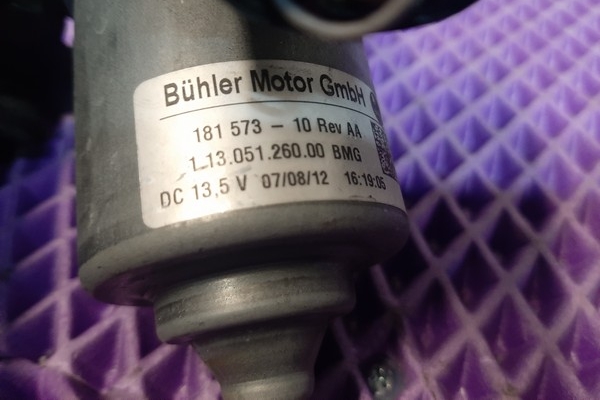 Bühler Motor GmbH
181 573 - 10 Rev AA
1.13.051.260.00 BMG
DC 13,5 V 07/08/12 16:19:05